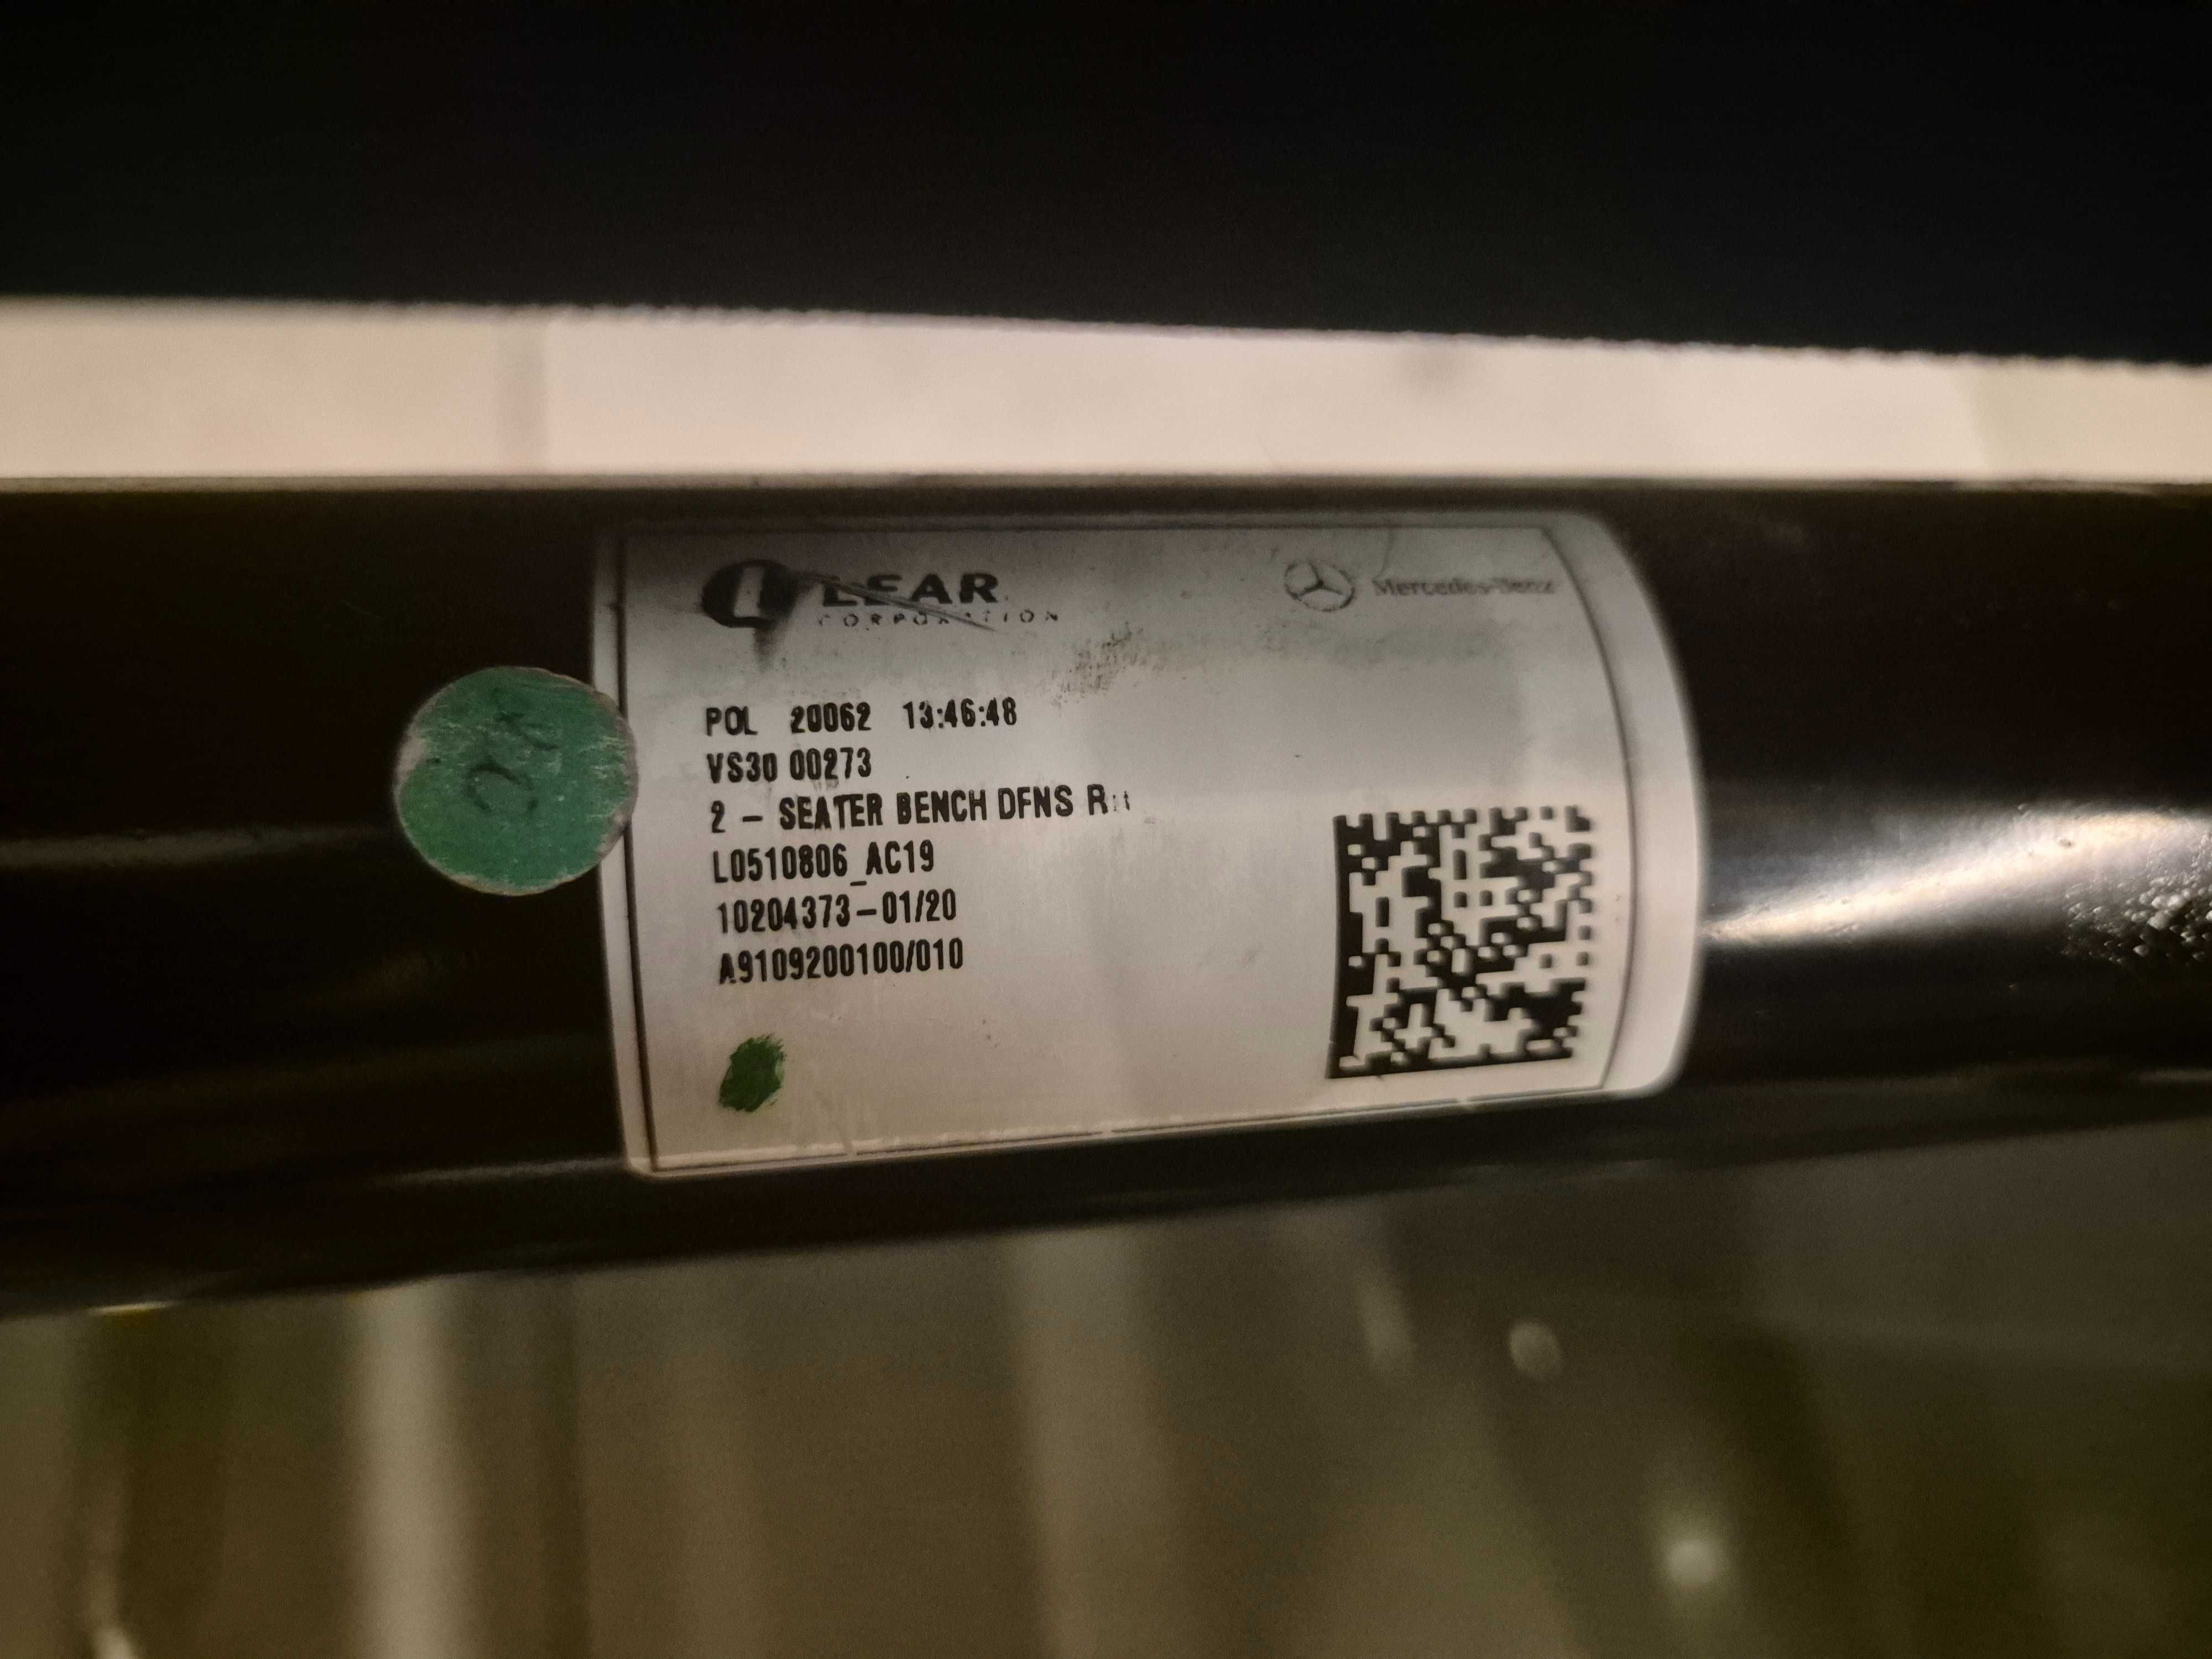 LEAR
CORPORATION
Mercedes-Benz
POL 20062 13:46:48
VS30 00273
2 - SEATER BENCH DFNS
L0510806_AC19
10204373-01/20
A9109200100/010